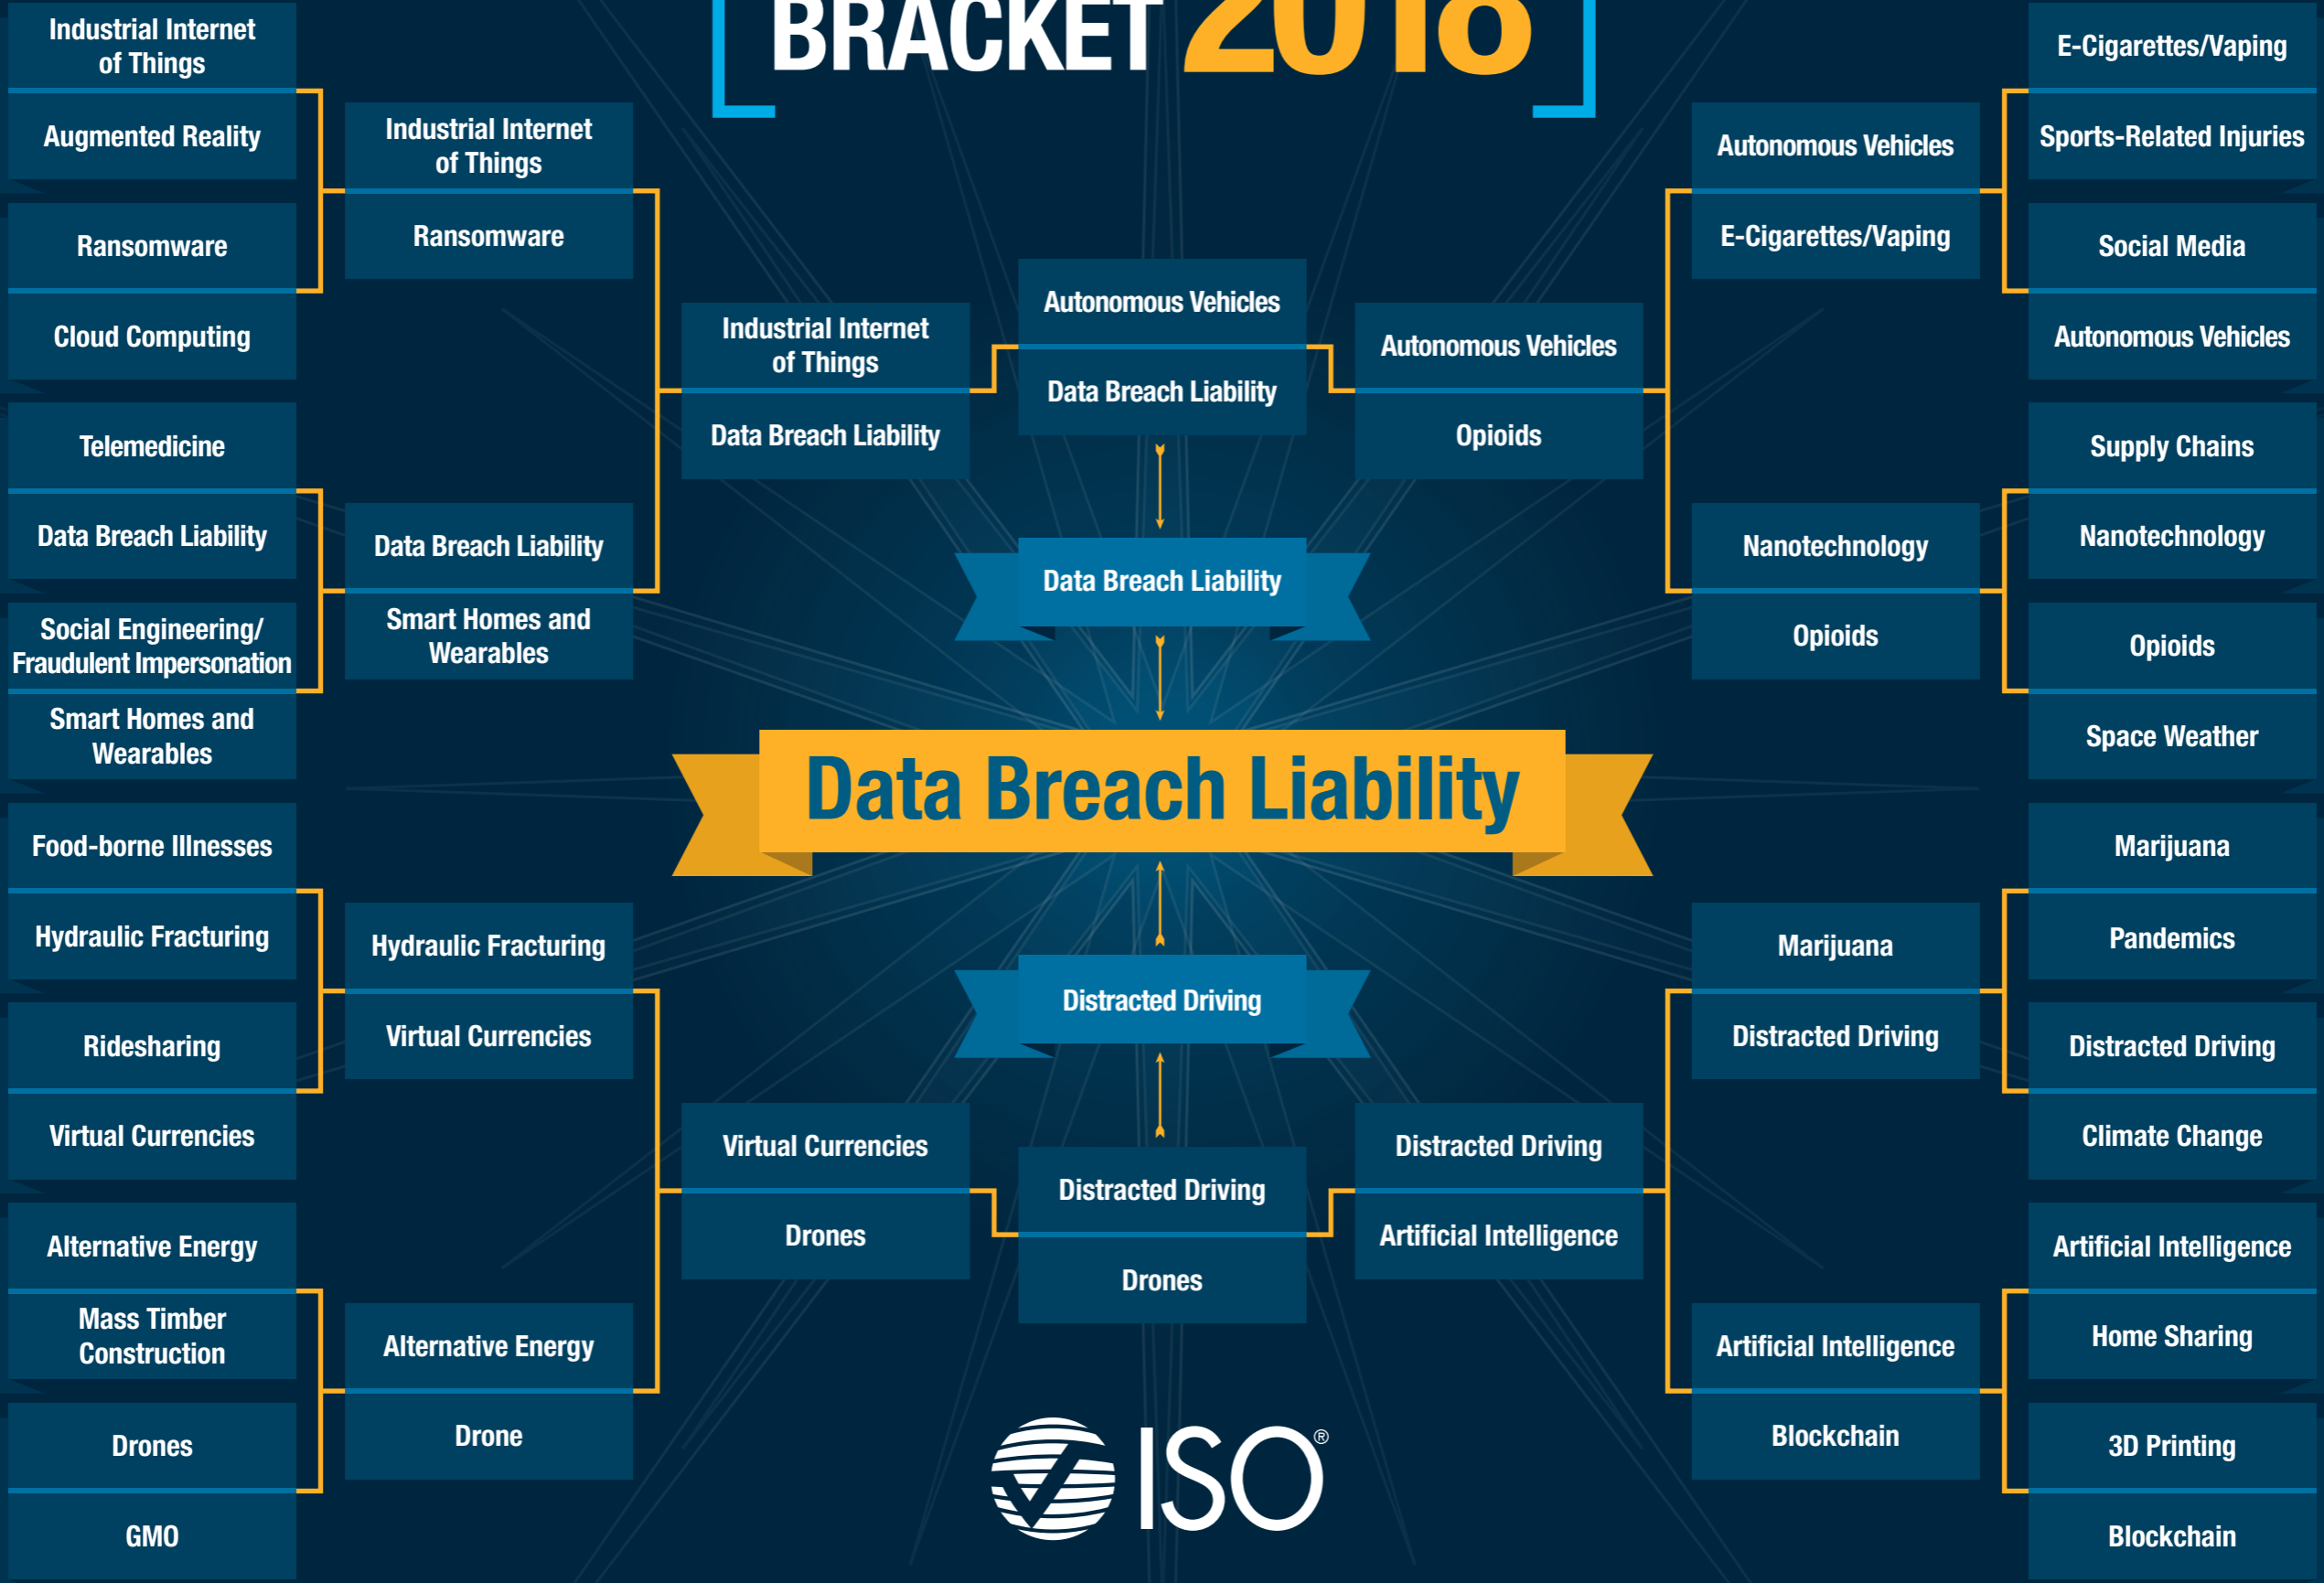 BRACKET 2018
Industrial Internet
of Things
Augmented Reality
Ransomware
Cloud Computing
Telemedicine
Data Breach Liability
Social Engineering/
Fraudulent Impersonation
Smart Homes and
Wearables
Food-borne Illnesses
Hydraulic Fracturing
Ridesharing
Virtual Currencies
Alternative Energy
Mass Timber
Construction
Drones
GMO
Industrial Internet
of Things
Ransomware
Data Breach Liability
Smart Homes and
Wearables
Hydraulic Fracturing
Virtual Currencies
Alternative Energy
Drone
Industrial Internet
of Things
Data Breach Liability
Virtual Currencies
Drones
Autonomous Vehicles
Data Breach Liability
Data Breach Liability
Data Breach Liability
Distracted Driving
Distracted Driving
Drones
ISO®
Autonomous Vehicles
Opioids
Distracted Driving
Artificial Intelligence
Autonomous Vehicles
E-Cigarettes/Vaping
Nanotechnology
Opioids
Marijuana
Distracted Driving
Artificial Intelligence
Blockchain
E-Cigarettes/Vaping
Sports-Related Injuries
Social Media
Autonomous Vehicles
Supply Chains
Nanotechnology
Opioids
Space Weather
Marijuana
Pandemics
Distracted Driving
Climate Change
Artificial Intelligence
Home Sharing
3D Printing
Blockchain